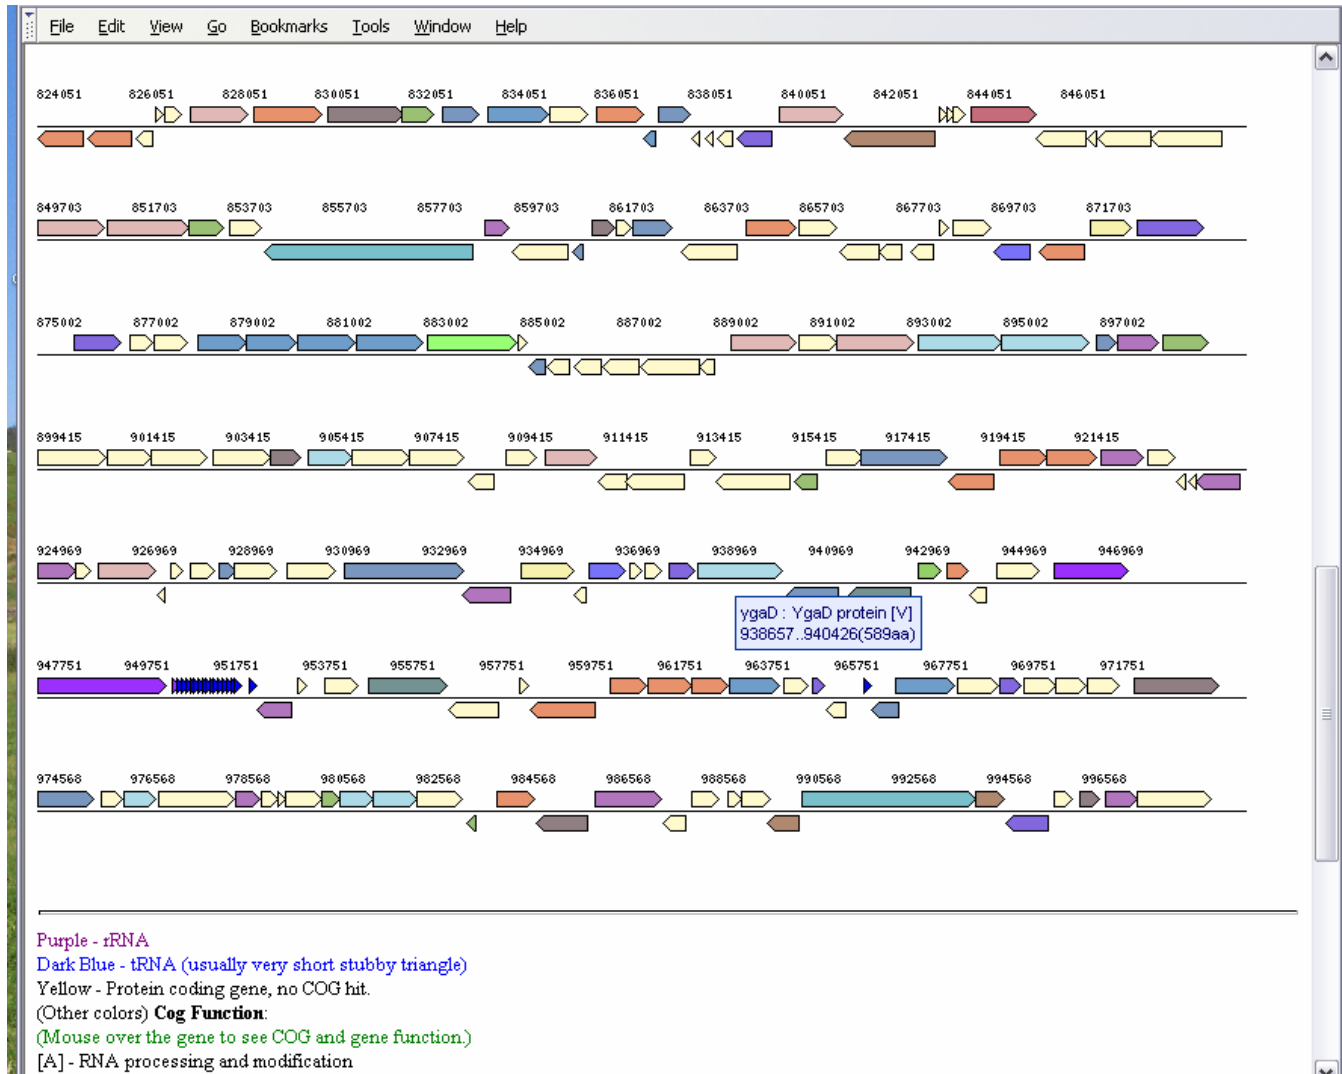 File Edit View Go Bookmarks Tools Window Help
824051 826051 828051 830051 832051 834051 836051 838051 840051 842051 844051 846051
849703 851703 853703 855703 857703 859703 861703 863703 865703 867703 869703 871703
875002 877002 879002 881002 883002 885002 887002 889002 891002 893002 895002 897002
899415 901415 903415 905415 907415 909415 911415 913415 915415 917415 919415 921415
924969 926969 928969 930969 932969 934969 936969 938969 940969 942969 944969 946969
ygaD : YgaD protein [V]
938657..940426(589aa)
947751 949751 951751 953751 955751 957751 959751 961751 963751 965751 967751 969751 971751
974568 976568 978568 980568 982568 984568 986568 988568 990568 992568 994568 996568
Purple - rRNA
Dark Blue - tRNA (usually very short stubby triangle)
Yellow - Protein coding gene, no COG hit.
(Other colors) Cog Function:
(Mouse over the gene to see COG and gene function.)
[A] - RNA processing and modification